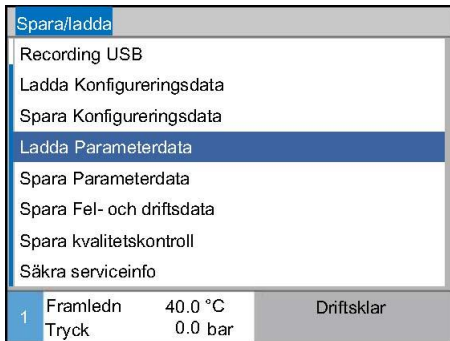 Spara/ladda
Recording USB
Ladda Konfigureringsdata
Spara Konfigureringsdata
Ladda Parameterdata
Spara Parameterdata
Spara Fel- och driftsdata
Spara kvalitetskontroll
Säkra serviceinfo
1 Framledn 40.0 °C Driftsklar
Tryck 0.0 bar